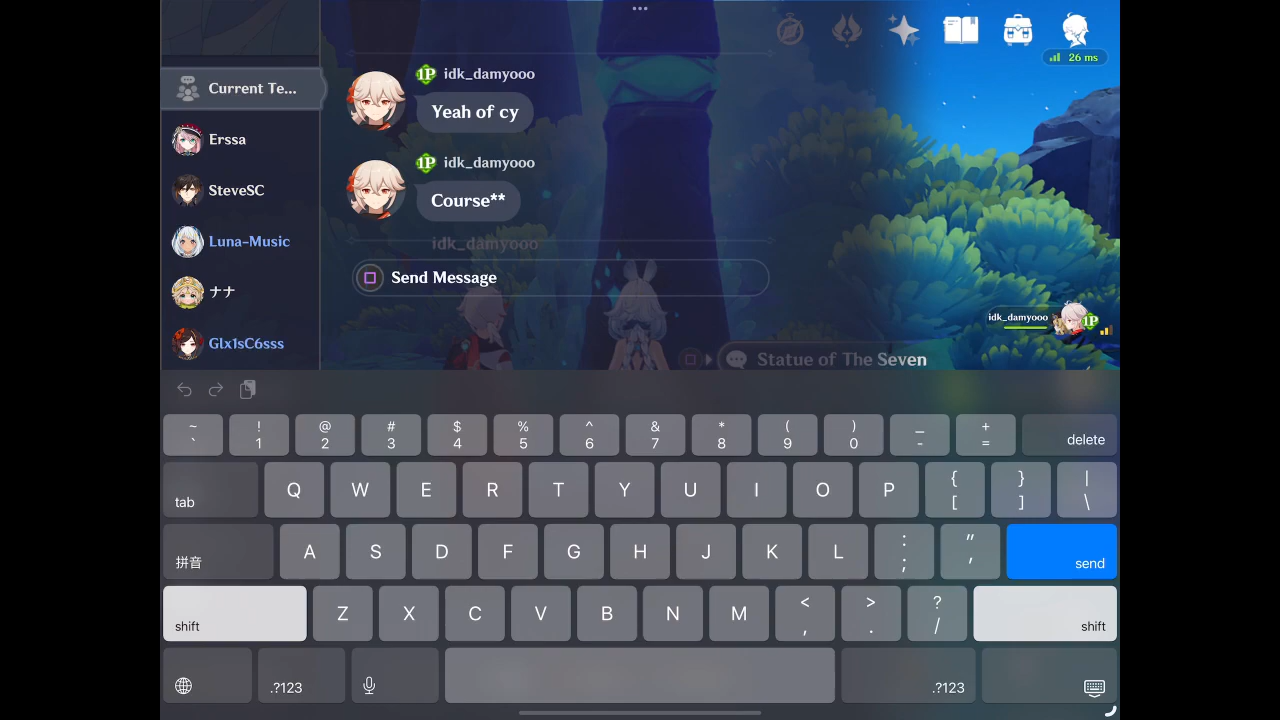 26 ms
Current Te...
Erssa
SteveSC
Luna-Music
ナナ
Glx1sC6sss
1P idk_damyooo
Yeah of cy
1P idk_damyooo
Course**
idk_damyooo
Send Message
idk_damyooo 1P
Statue of The Seven
~ ! @ # $ % ^ & * ( ) _ +
` 1 2 3 4 5 6 7 8 9 0 - = delete
tab Q W E R T Y U I O P { [ } ] | \
拼音 A S D F G H J K L : ; " ' send
shift Z X C V B N M < , > . ? / shift
.?123 .?123